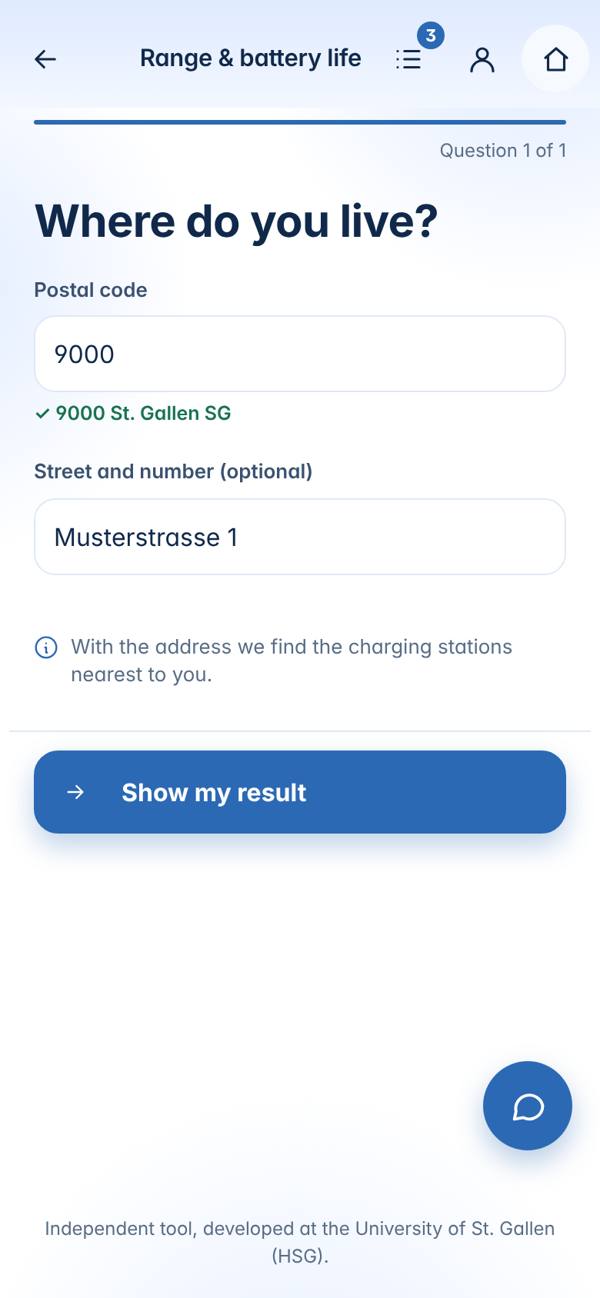 Range & battery life
3
Question 1 of 1
Where do you live?
Postal code
9000
✓ 9000 St. Gallen SG
Street and number (optional)
Musterstrasse 1
With the address we find the charging stations
nearest to you.
→ Show my result
Independent tool, developed at the University of St. Gallen
(HSG).